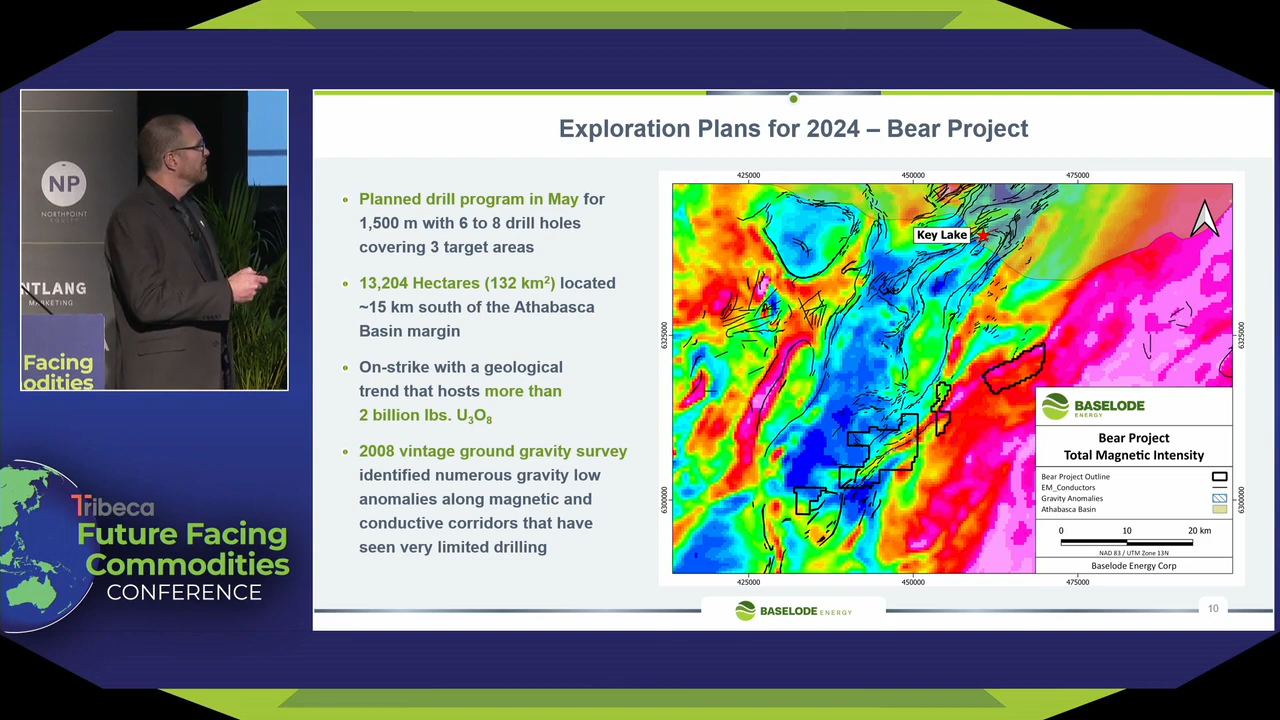 Exploration Plans for 2024 – Bear Project
NP
NORTHPOINT
NTLANG
MARKETING
Facing
odities
Tribeca
Future Facing
Commodities
CONFERENCE
• Planned drill program in May for
1,500 m with 6 to 8 drill holes
covering 3 target areas
• 13,204 Hectares (132 km²) located
~15 km south of the Athabasca
Basin margin
• On-strike with a geological
trend that hosts more than
2 billion lbs. U₃O₈
• 2008 vintage ground gravity survey
identified numerous gravity low
anomalies along magnetic and
conductive corridors that have
seen very limited drilling
425000 450000 475000
Key Lake
6325000 6325000
6300000 6300000
BASELODE
ENERGY
Bear Project
Total Magnetic Intensity
Bear Project Outline
EM_Conductors
Gravity Anomalies
Athabasca Basin
0 10 20 km
NAD 83 / UTM Zone 13N
Baselode Energy Corp
425000 450000 475000
BASELODE ENERGY
10